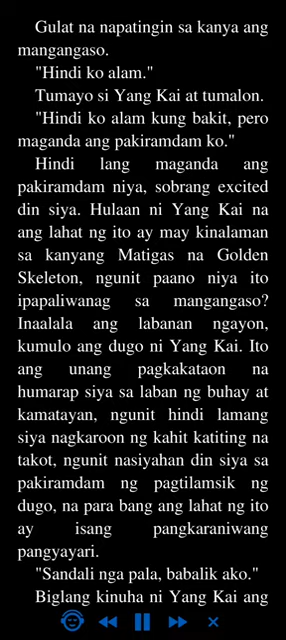 Gulat na napatingin sa kanya ang
mangangaso.
"Hindi ko alam."
Tumayo si Yang Kai at tumalon.
"Hindi ko alam kung bakit, pero
maganda ang pakiramdam ko."
Hindi lang maganda ang
pakiramdam niya, sobrang excited
din siya. Hulaan ni Yang Kai na
ang lahat ng ito ay may kinalaman
sa kanyang Matigas na Golden
Skeleton, ngunit paano niya ito
ipapaliwanag sa mangangaso?
Inaalala ang labanan ngayon,
kumulo ang dugo ni Yang Kai. Ito
ang unang pagkakataon na
humarap siya sa laban ng buhay at
kamatayan, ngunit hindi lamang
siya nagkaroon ng kahit katiting na
takot, ngunit nasiyahan din siya sa
pakiramdam ng pagtilamsik ng
dugo, na para bang ang lahat ng ito
ay isang pangkaraniwang
pangyayari.
"Sandali nga pala, babalik ako."
Biglang kinuha ni Yang Kai ang